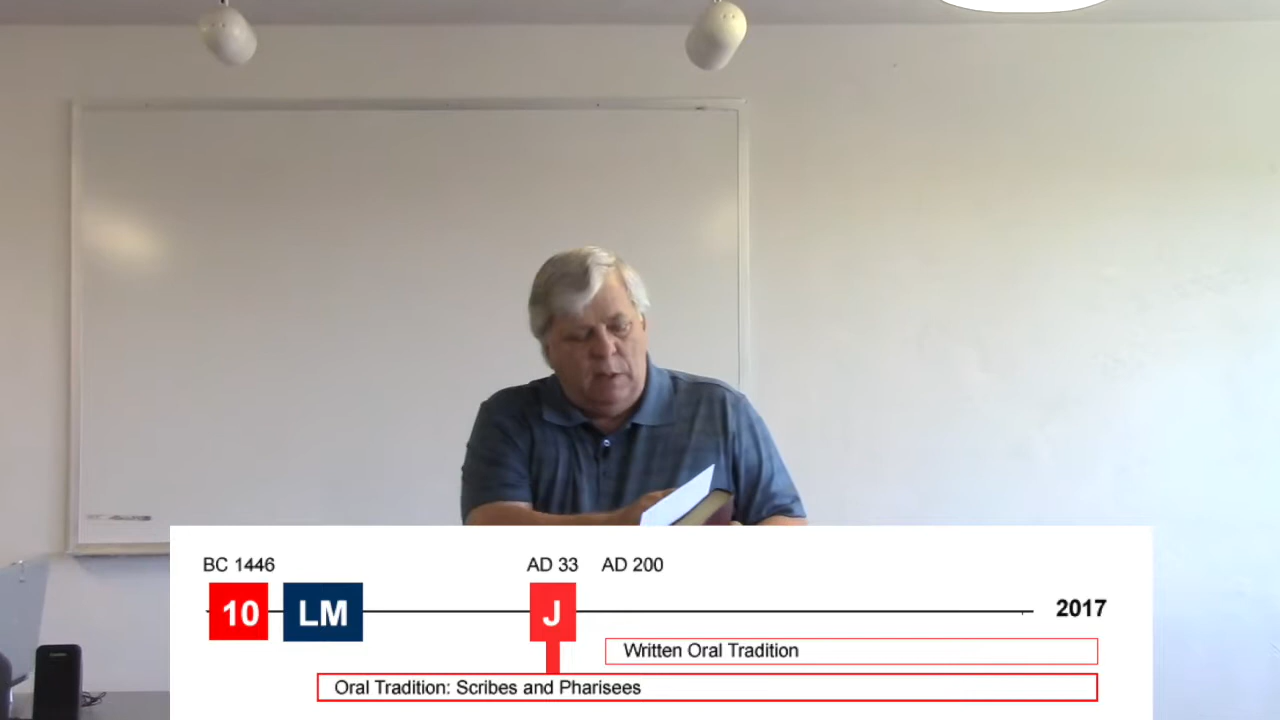 BC 1446 AD 33 AD 200
10 LM J 2017
Written Oral Tradition
Oral Tradition: Scribes and Pharisees